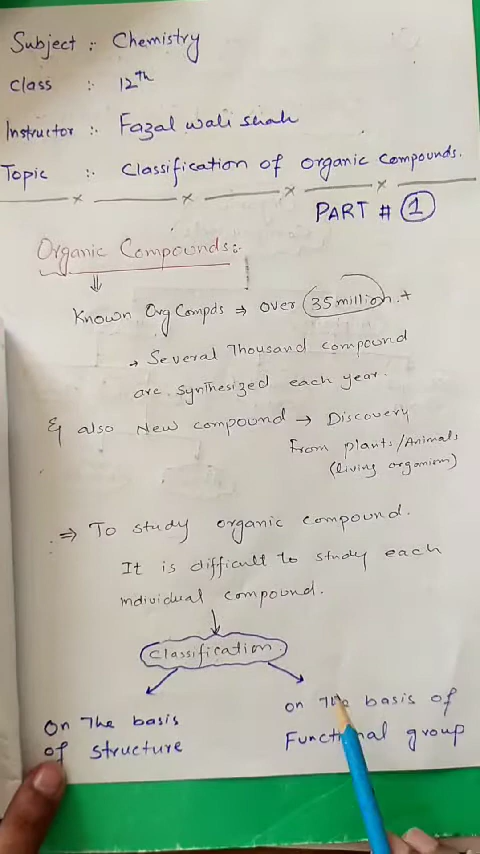 Subject :- Chemistry
Class :- 12th
Instructor :- Fazal wali shah
Topic :- Classification of organic compounds.
PART # 1
Organic Compounds:-
Known Org Compds ⇒ over 35 million +
→ Several Thousand compound
are synthesized each year.
& also New compound → Discovery
From plants/Animals
(living organism)
⇒ To study organic compound.
It is difficult to study each
individual compound.
Classification
On The basis
of structure
on The basis of
Functional group